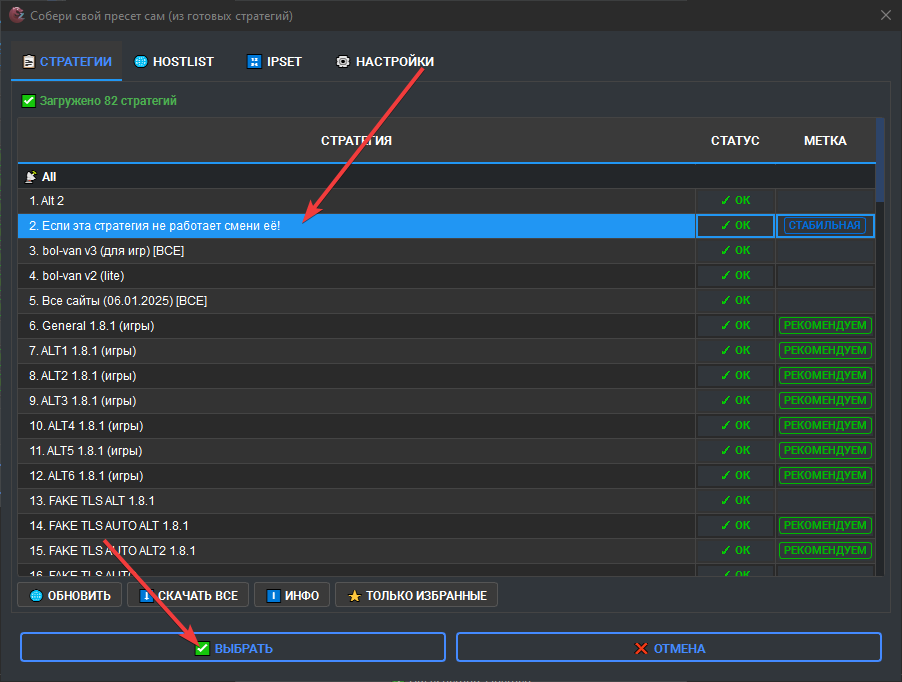 Собери свой пресет сам (из готовых стратегий)
СТРАТЕГИИ HOSTLIST IPSET НАСТРОЙКИ
Загружено 82 стратегий
СТРАТЕГИЯ СТАТУС МЕТКА
All
1. Alt 2 ✓ OK
2. Если эта стратегия не работает смени её! ✓ OK СТАБИЛЬНАЯ
3. bol-van v3 (для игр) [ВСЕ] ✓ OK
4. bol-van v2 (lite) ✓ OK
5. Все сайты (06.01.2025) [ВСЕ] ✓ OK
6. General 1.8.1 (игры) ✓ OK РЕКОМЕНДУЕМ
7. ALT1 1.8.1 (игры) ✓ OK РЕКОМЕНДУЕМ
8. ALT2 1.8.1 (игры) ✓ OK РЕКОМЕНДУЕМ
9. ALT3 1.8.1 (игры) ✓ OK РЕКОМЕНДУЕМ
10. ALT4 1.8.1 (игры) ✓ OK РЕКОМЕНДУЕМ
11. ALT5 1.8.1 (игры) ✓ OK РЕКОМЕНДУЕМ
12. ALT6 1.8.1 (игры) ✓ OK РЕКОМЕНДУЕМ
13. FAKE TLS ALT 1.8.1 ✓ OK
14. FAKE TLS AUTO ALT 1.8.1 ✓ OK РЕКОМЕНДУЕМ
15. FAKE TLS AUTO ALT2 1.8.1 ✓ OK РЕКОМЕНДУЕМ
16. FAKE TLS AUTO ✓ OK
ОБНОВИТЬ СКАЧАТЬ ВСЕ ИНФО ТОЛЬКО ИЗБРАННЫЕ
ВЫБРАТЬ ОТМЕНА